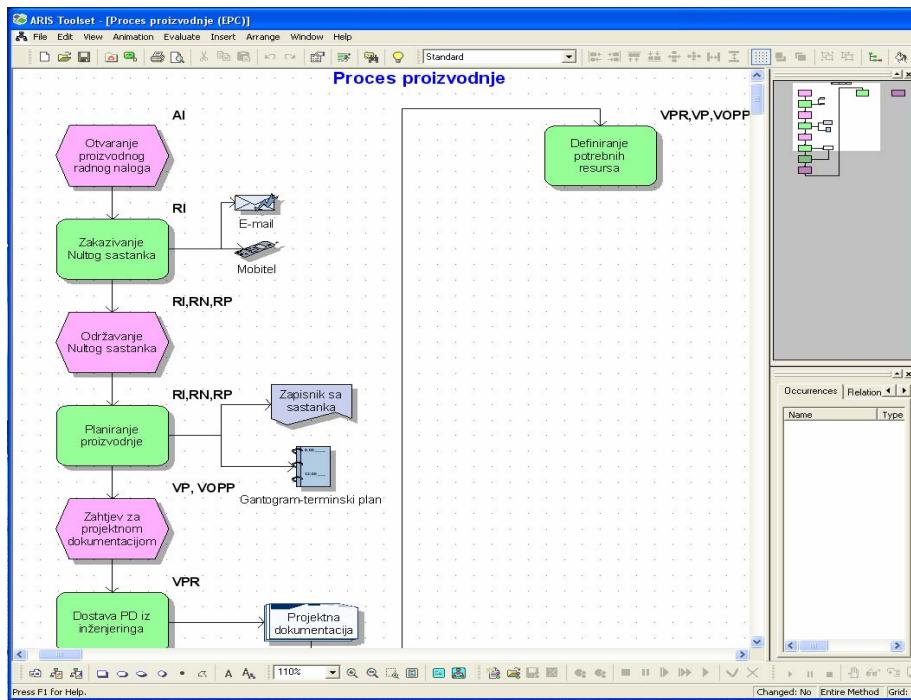 ARIS Toolset - [Proces proizvodnje (EPC)]
File Edit View Animation Evaluate Insert Arrange Window Help
Standard
Proces proizvodnje
AI
VPR,VP,VOPP
Otvaranje
proizvodnog
radnog naloga
Definiranje
potrebnih
resursa
RI
Zakazivanje
Nultog sastanka
E-mail
Mobitel
RI,RN,RP
Održavanje
Nultog sastanka
RI,RN,RP
Planiranje
proizvodnje
Zapisnik sa
sastanka
Gantogram-terminski plan
VP, VOPP
Zahtjev za
projektnom
dokumentacijom
VPR
Dostava PD iz
inženjeringa
Projektna
dokumentacija
Occurrences Relation
Name Type
110%
Press F1 for Help.
Changed: No Entire Method Grid: